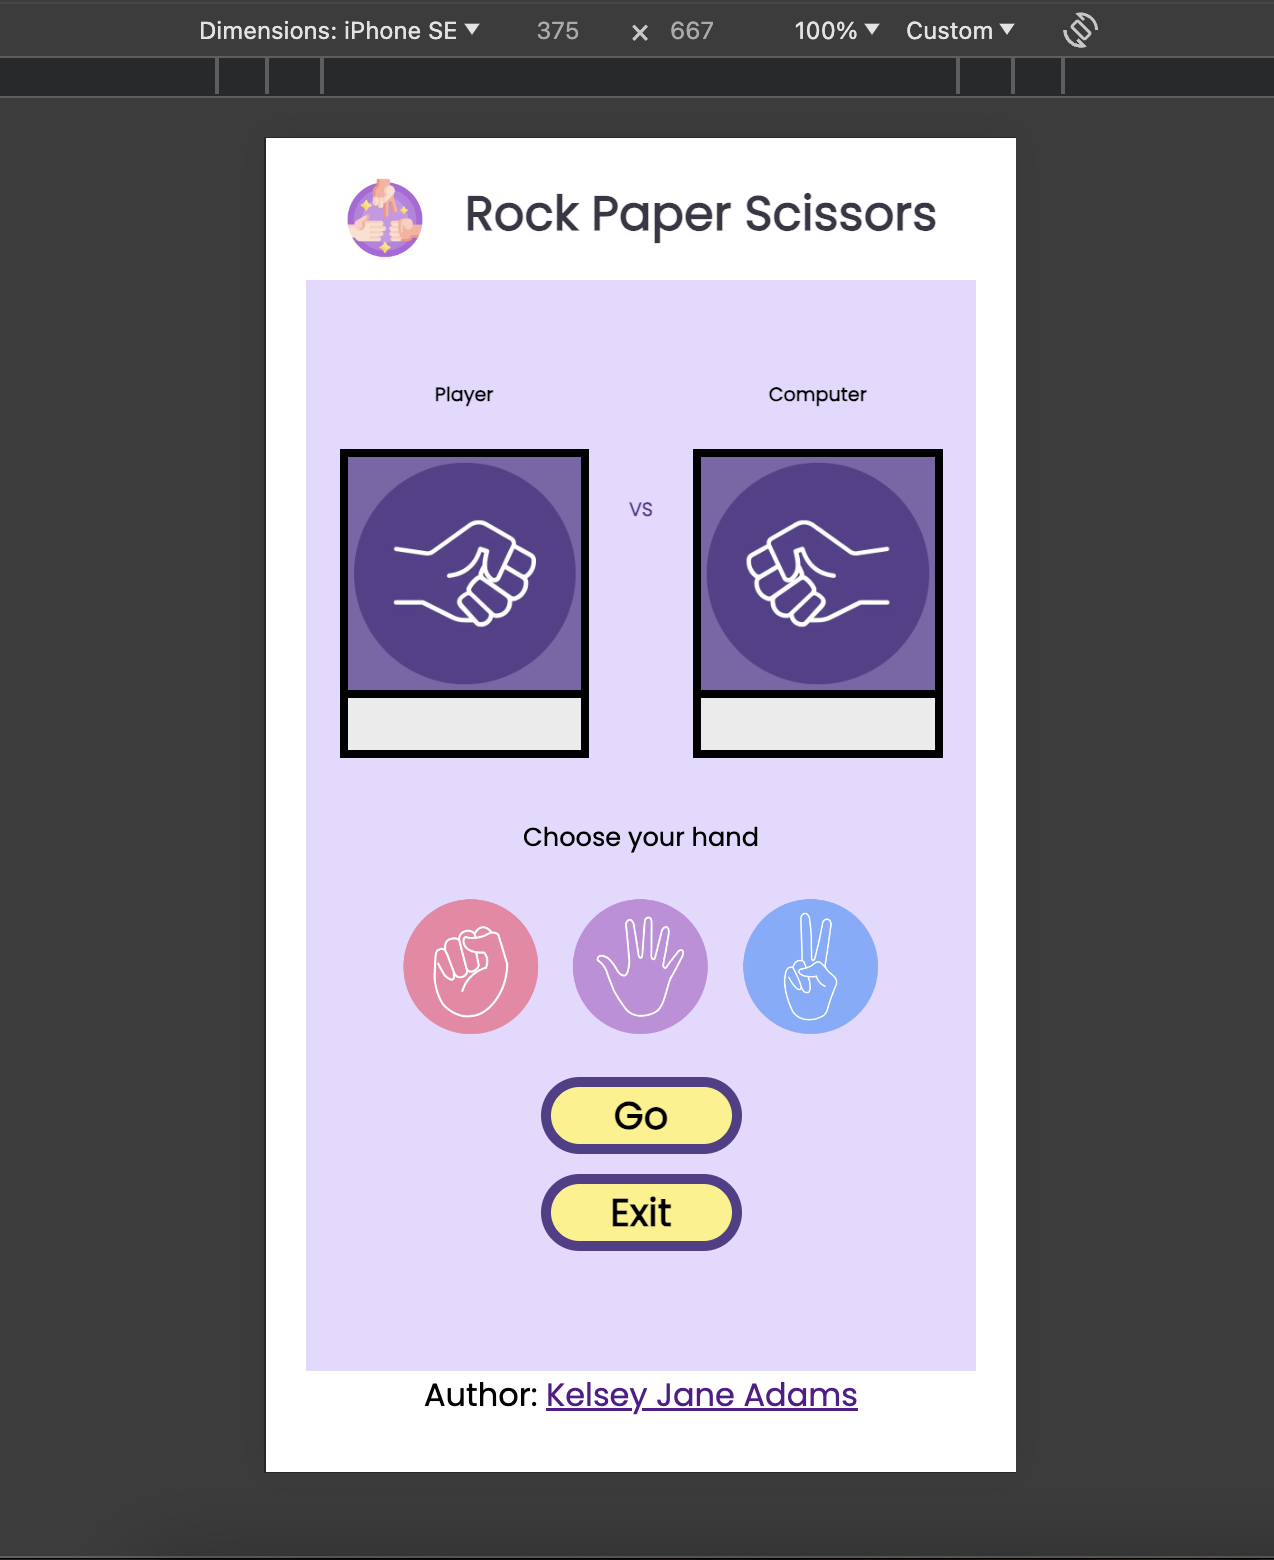 Dimensions: iPhone SE ▼ 375 × 667 100% ▼ Custom ▼
Rock Paper Scissors
Player Computer
VS
Choose your hand
Go
Exit
Author: Kelsey Jane Adams